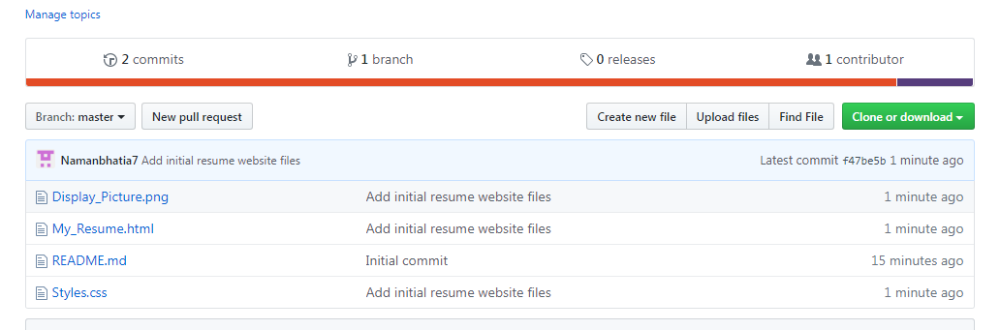 Manage topics
2 commits 1 branch 0 releases 1 contributor
Branch: master New pull request Create new file Upload files Find File Clone or download
Namanbhatia7 Add initial resume website files Latest commit f47be5b 1 minute ago
Display_Picture.png Add initial resume website files 1 minute ago
My_Resume.html Add initial resume website files 1 minute ago
README.md Initial commit 15 minutes ago
Styles.css Add initial resume website files 1 minute ago